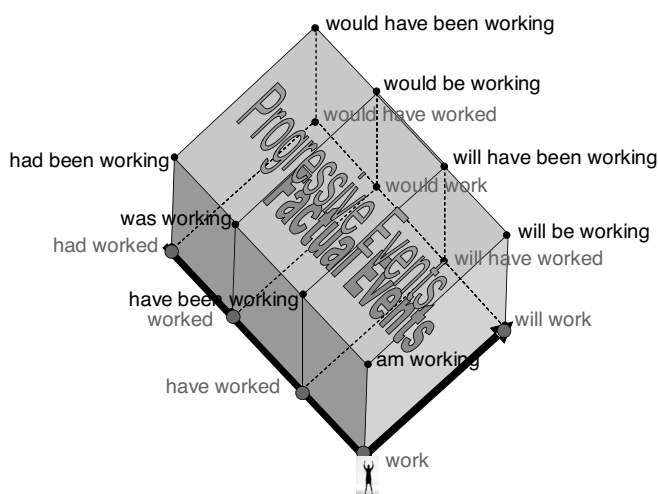 would have been working
would be working
would have worked
had been working
will have been working
would work
was working
will be working
had worked
will have worked
Progressive Events
Factual Events
have been working
worked
will work
am working
have worked
work